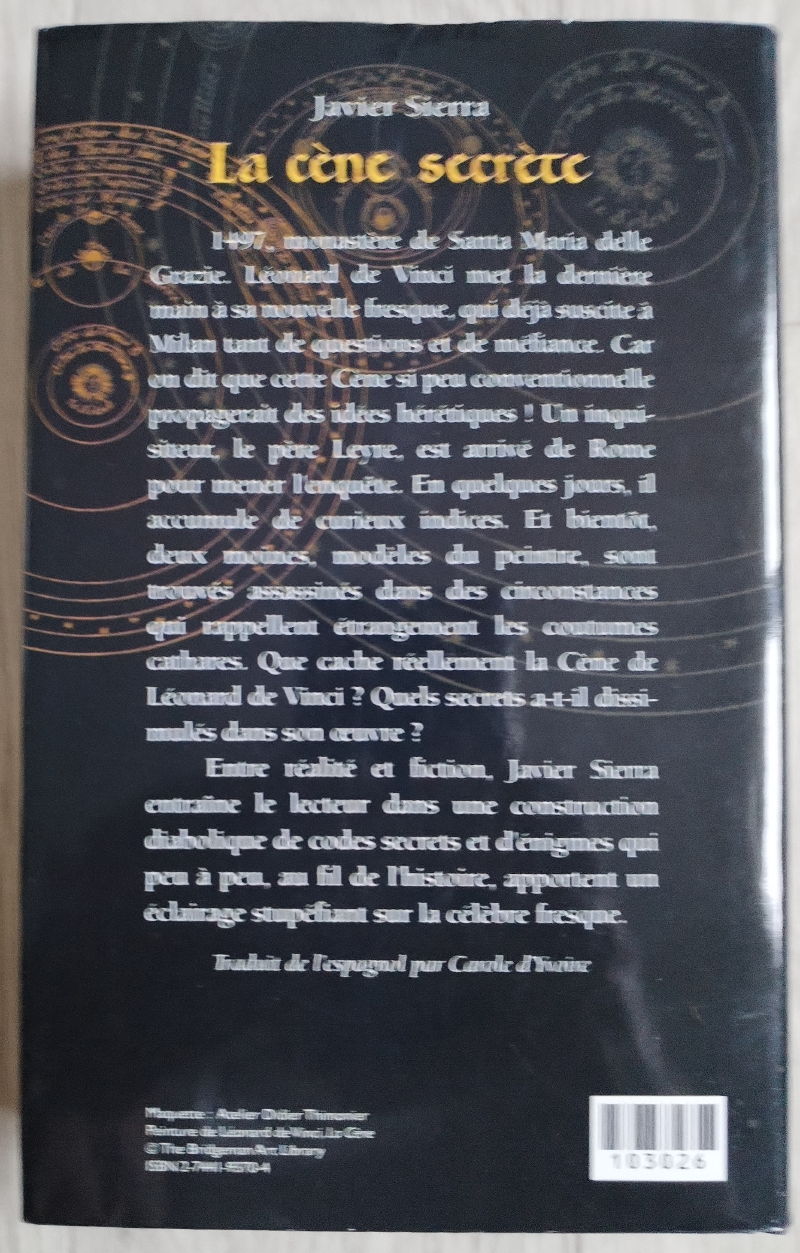 Javier Sierra
La cène secrète
1497, monastère de Santa Maria delle
Grazie. Léonard de Vinci met la dernière
main à sa nouvelle fresque, qui déjà suscite à
Milan tant de questions et de méfiance. Car
on dit que cette Cène si peu conventionnelle
propagerait des idées hérétiques ! Un inqui-
siteur, le père Leyre, est arrivé de Rome
pour mener l'enquête. En quelques jours, il
accumule de curieux indices. Et bientôt,
deux moines, modèles du peintre, sont
trouvés assassinés dans des circonstances
qui rappellent étrangement les coutumes
cathares. Que cache réellement la Cène de
Léonard de Vinci ? Quels secrets a-t-il dissi-
mulés dans son œuvre ?
Entre réalité et fiction, Javier Sierra
entraîne le lecteur dans une construction
diabolique de codes secrets et d'énigmes qui
peu à peu, au fil de l'histoire, apportent un
éclairage stupéfiant sur la célèbre fresque.
Traduit de l'espagnol par Carole d'Yvoire
Maquette : Atelier Didier Thimonier
Peinture de Léonard de Vinci, La Cène
© The Bridgeman Art Library
ISBN 2-7441-
103026